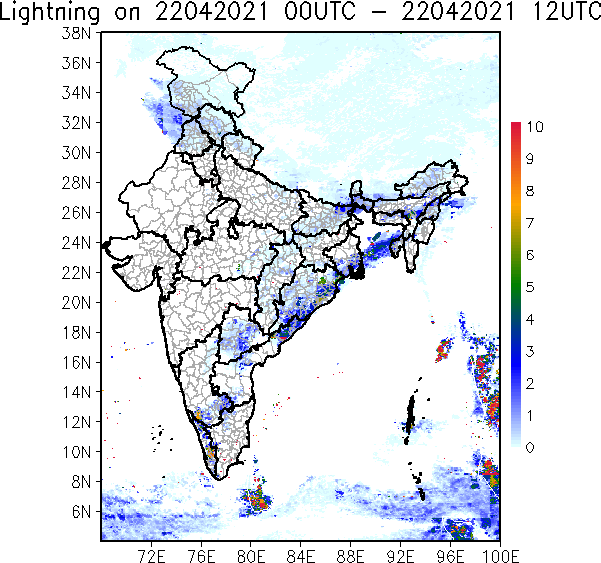 Lightning on 22042021 00UTC – 22042021 12UTC
38N
36N
34N
32N
30N
28N
26N
24N
22N
20N
18N
16N
14N
12N
10N
8N
6N
72E 76E 80E 84E 88E 92E 96E 100E
10
9
8
7
6
5
4
3
2
1
0